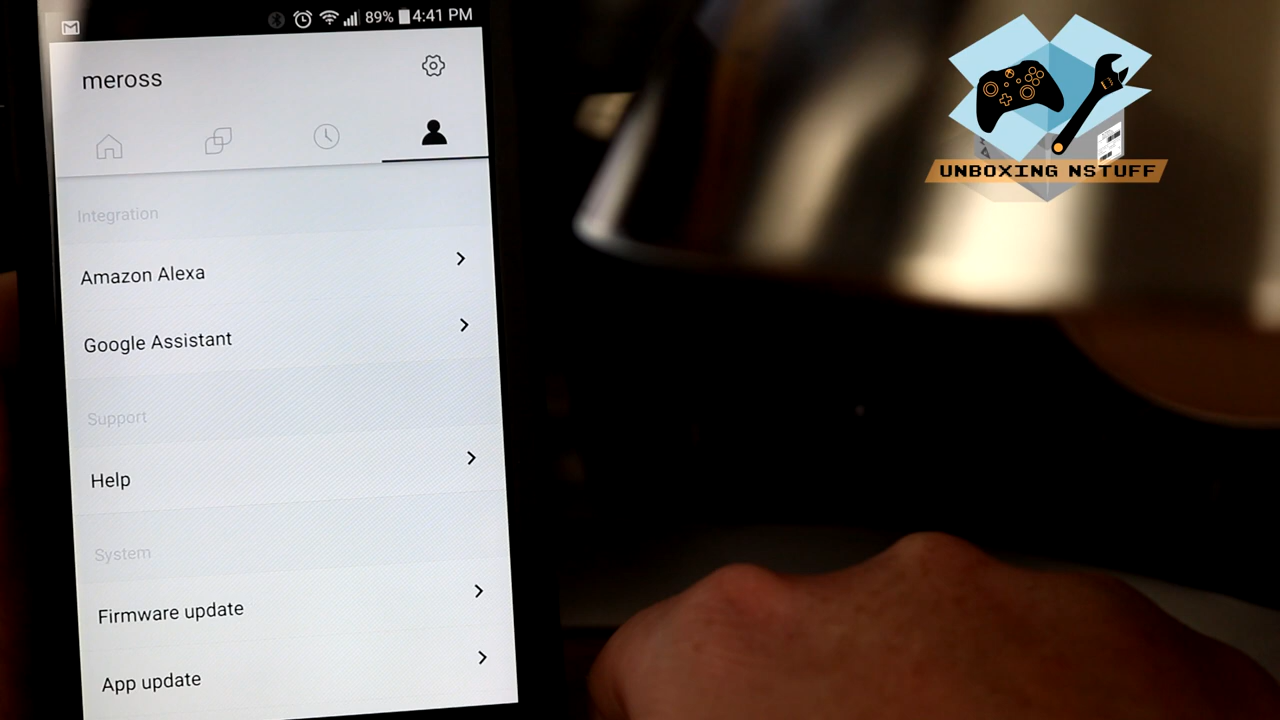 89% 4:41 PM
meross
Integration
Amazon Alexa
Google Assistant
Support
Help
System
Firmware update
App update
UNBOXING NSTUFF